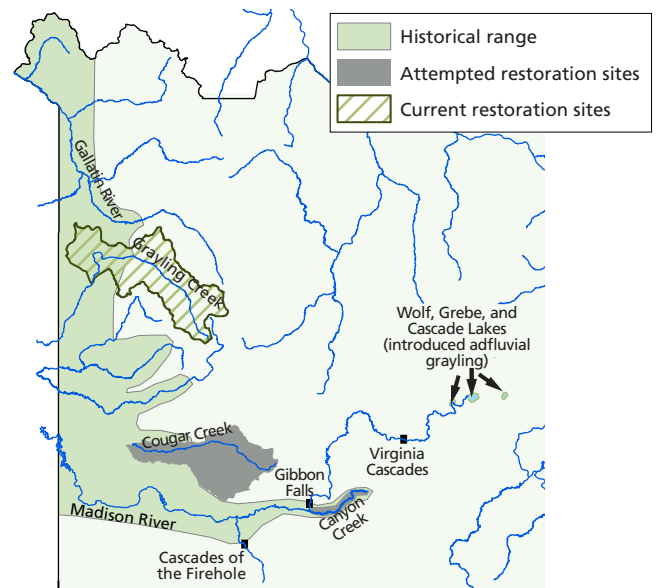 Historical range
Attempted restoration sites
Current restoration sites
Gallatin River
Grayling Creek
Wolf, Grebe, and
Cascade Lakes
(introduced adfluvial
grayling)
Cougar Creek
Virginia
Cascades
Gibbon
Falls
Canyon
Creek
Madison River
Cascades of
the Firehole